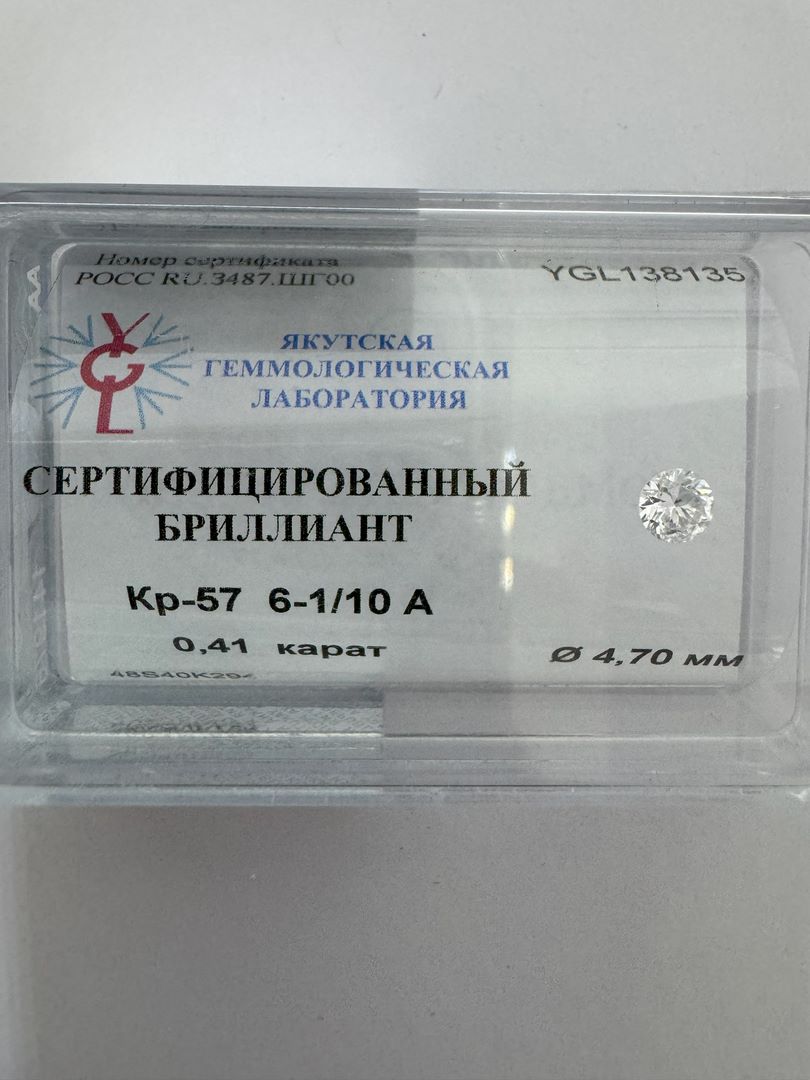 Номер сертификата
РОСС RU.3487.ШГ00
YGL138135
YGL
ЯКУТСКАЯ
ГЕММОЛОГИЧЕСКАЯ
ЛАБОРАТОРИЯ
СЕРТИФИЦИРОВАННЫЙ
БРИЛЛИАНТ
Кр-57 6-1/10 А
0,41 карат
Ø 4,70 мм